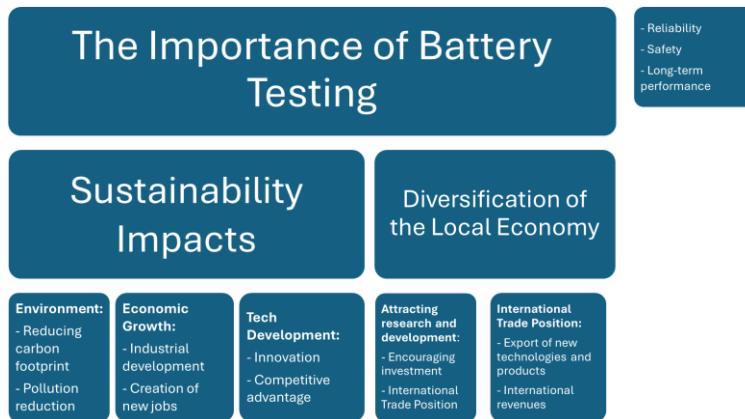 The Importance of Battery
Testing
- Reliability
- Safety
- Long-term
performance
Sustainability
Impacts
Diversification of
the Local Economy
Environment:
- Reducing
carbon
footprint
- Pollution
reduction
Economic
Growth:
- Industrial
development
- Creation of
new jobs
Tech
Development:
- Innovation
- Competitive
advantage
Attracting
research and
development:
- Encouraging
investment
- International
Trade Position
International
Trade Position:
- Export of new
technologies and
products
- International
revenues